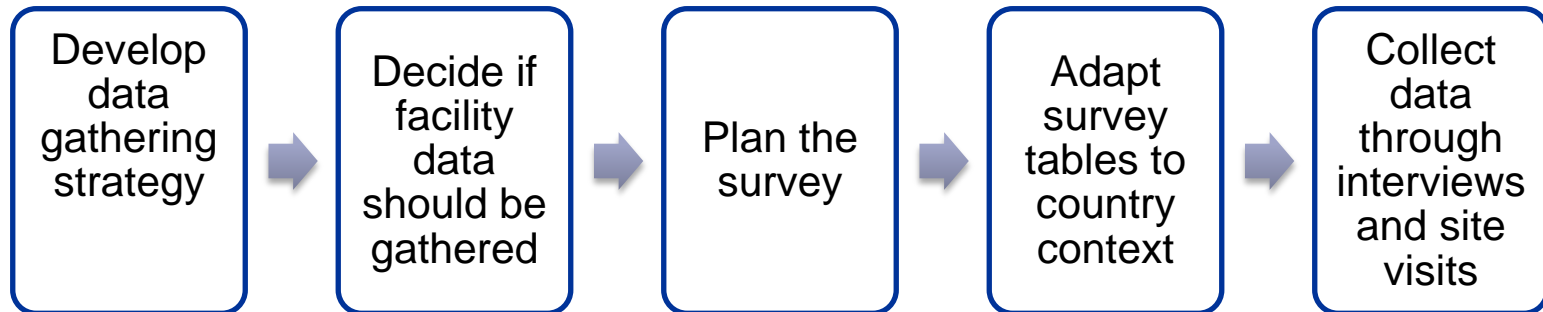 Develop
data
gathering
strategy
Decide if
facility
data
should be
gathered
Plan the
survey
Adapt
survey
tables to
country
context
Collect
data
through
interviews
and site
visits